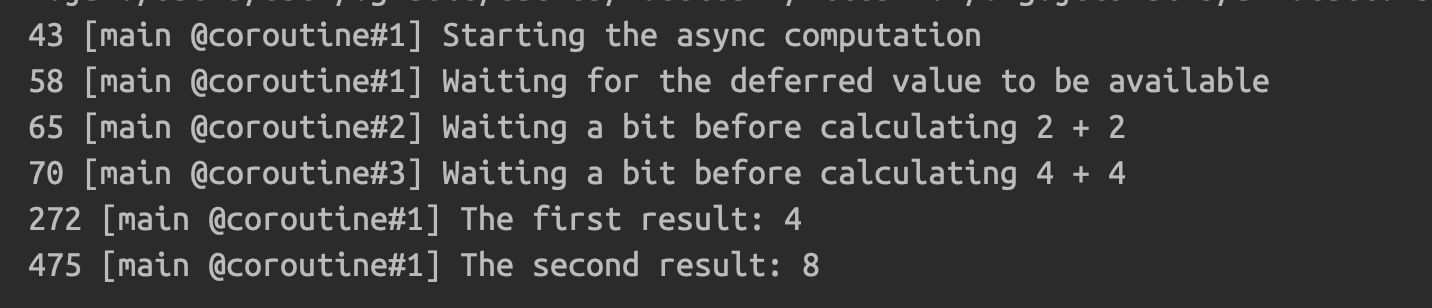 43 [main @coroutine#1] Starting the async computation
58 [main @coroutine#1] Waiting for the deferred value to be available
65 [main @coroutine#2] Waiting a bit before calculating 2 + 2
70 [main @coroutine#3] Waiting a bit before calculating 4 + 4
272 [main @coroutine#1] The first result: 4
475 [main @coroutine#1] The second result: 8